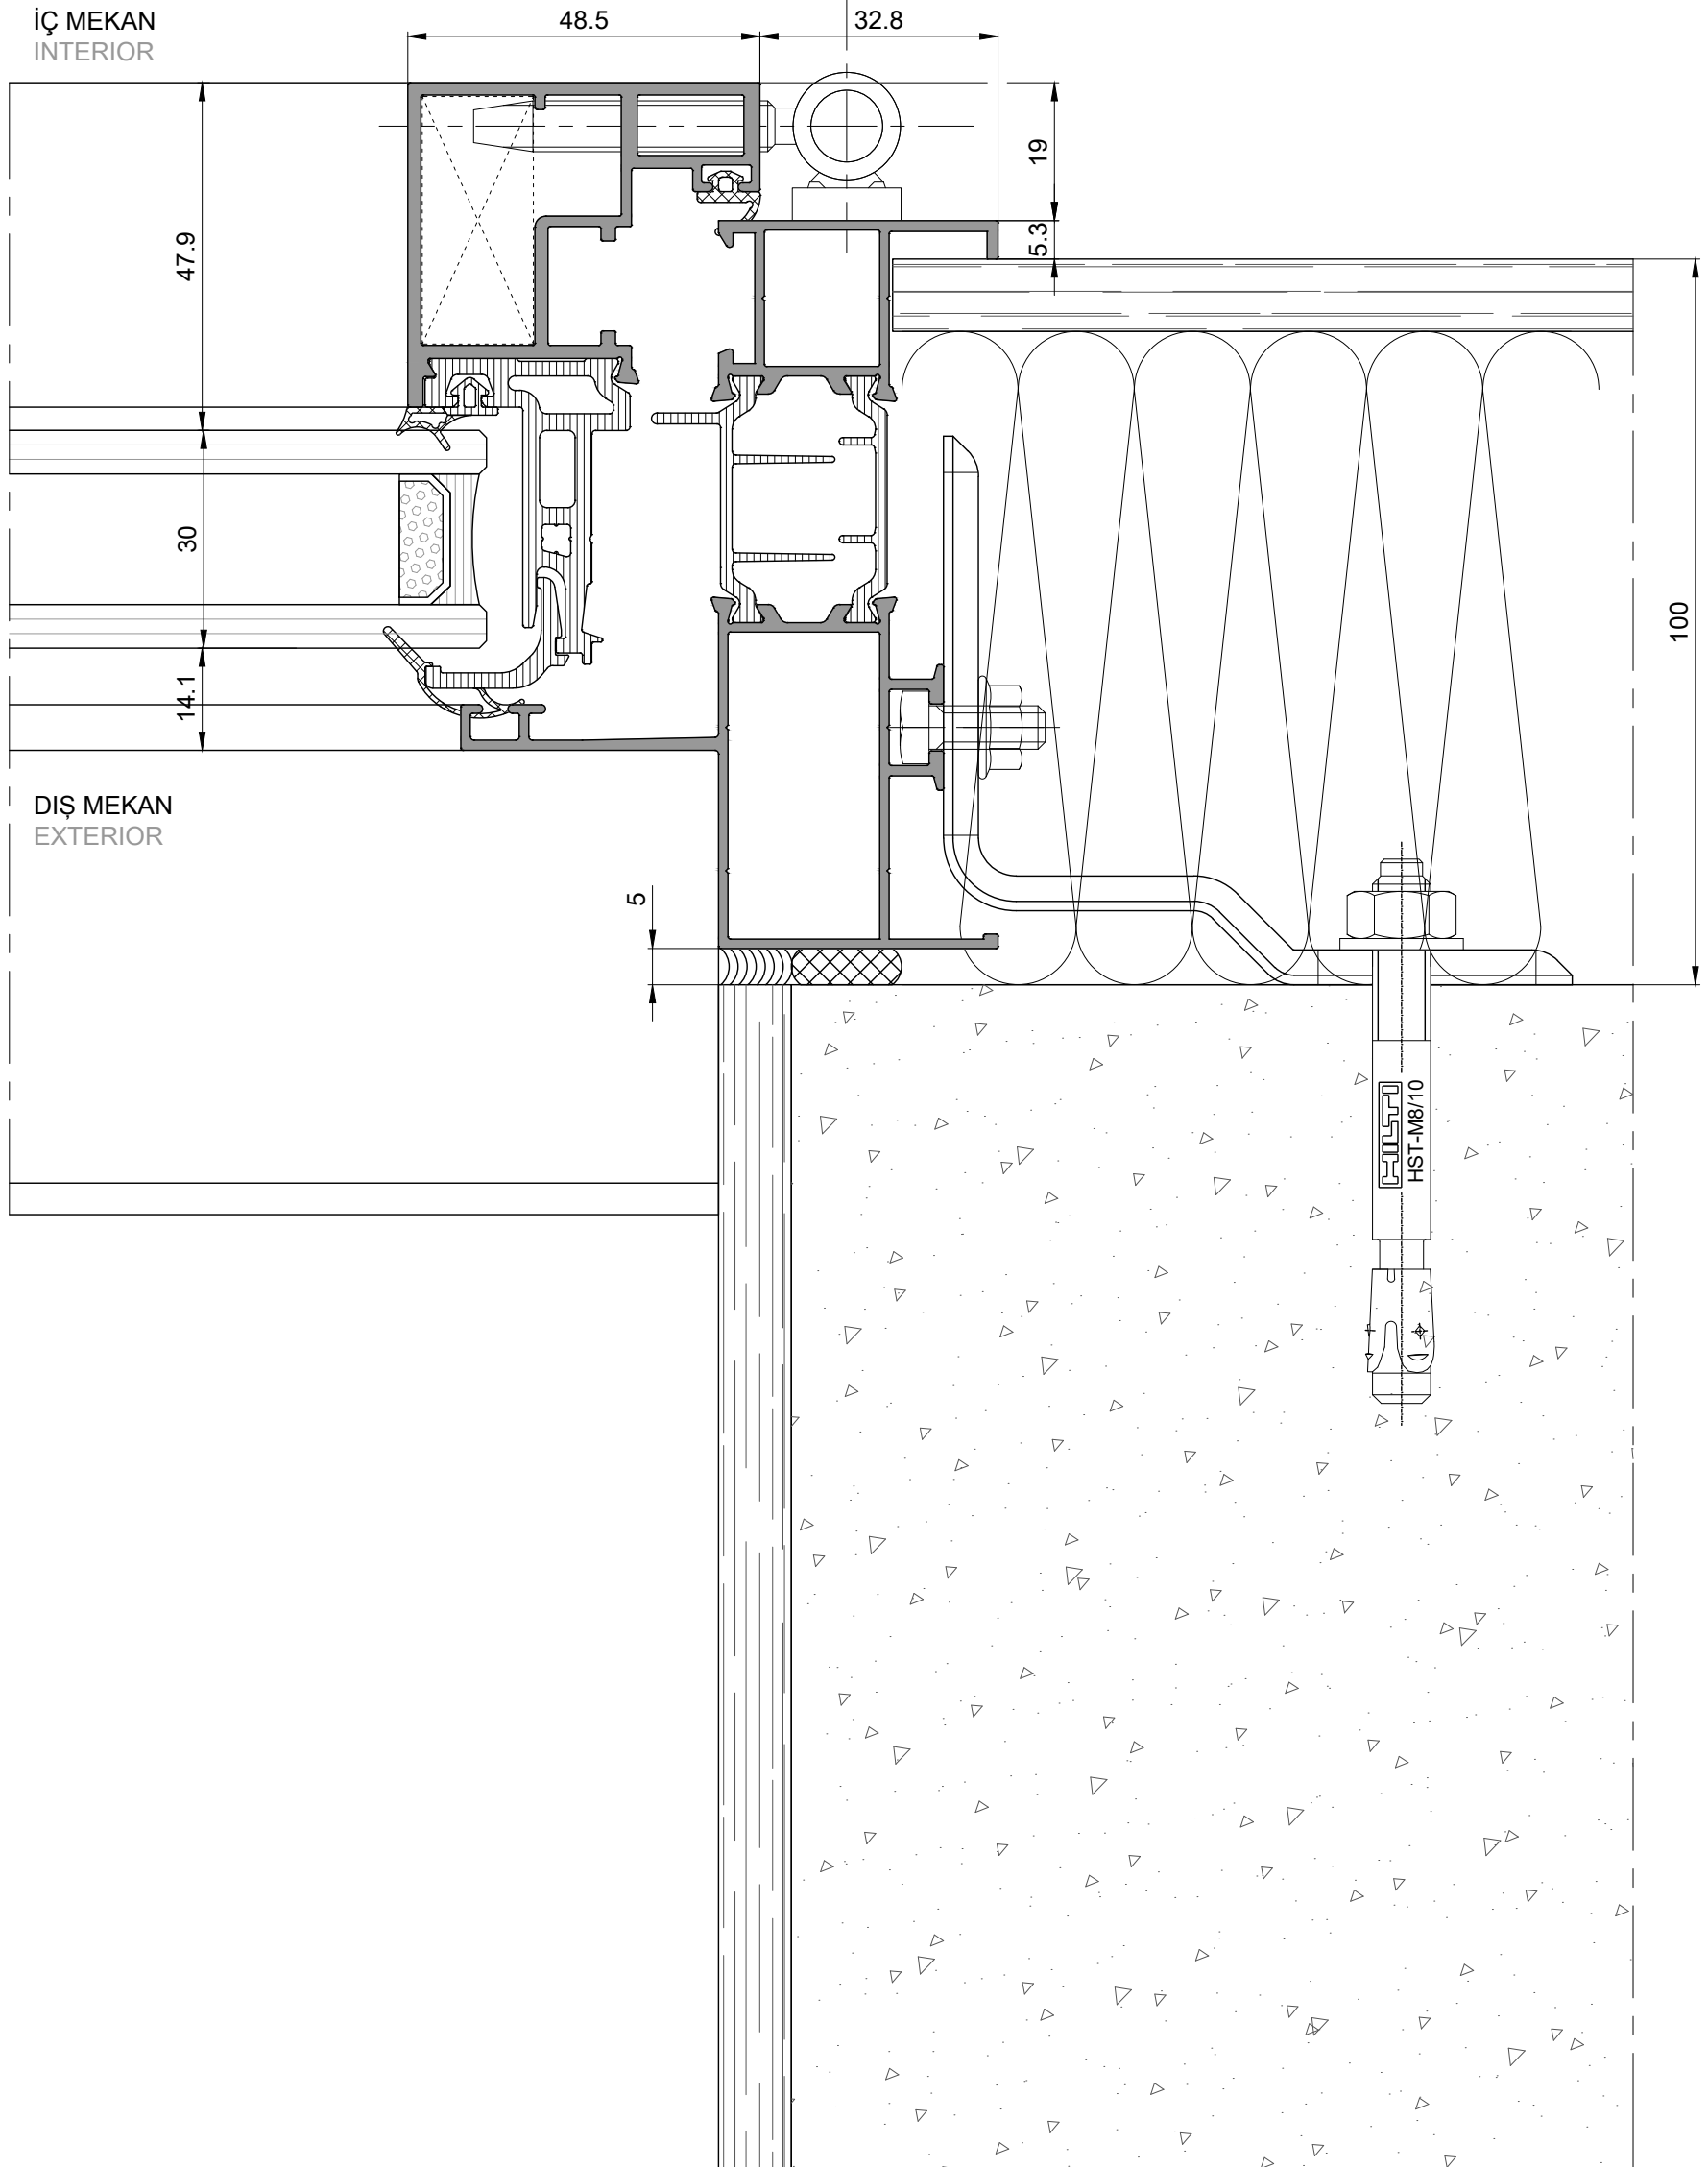 İÇ MEKAN
INTERIOR
48.5
32.8
19
5.3
47.9
30
14.1
100
DIŞ MEKAN
EXTERIOR
5
HILTI
HST-M8/10